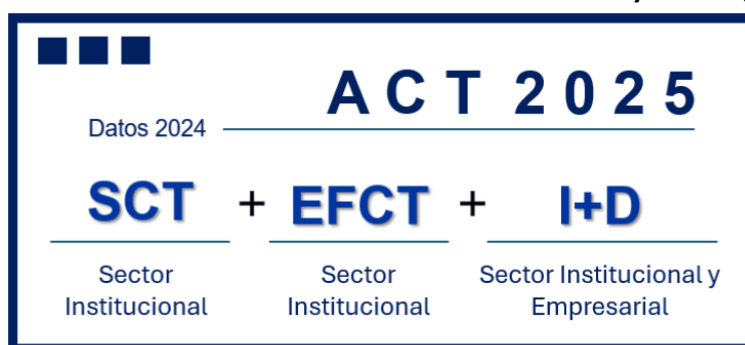 ACT 2025
Datos 2024
SCT + EFCT + I+D
Sector Institucional
Sector Institucional
Sector Institucional y Empresarial